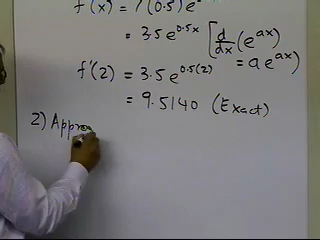 f'(x) = 7(0.5)e
= 3.5e^{0.5x} [d/dx (e^{ax}) = ae^{ax})
f'(2) = 3.5e^{0.5(2)}
= 9.5140 (Exact)
2) Appro